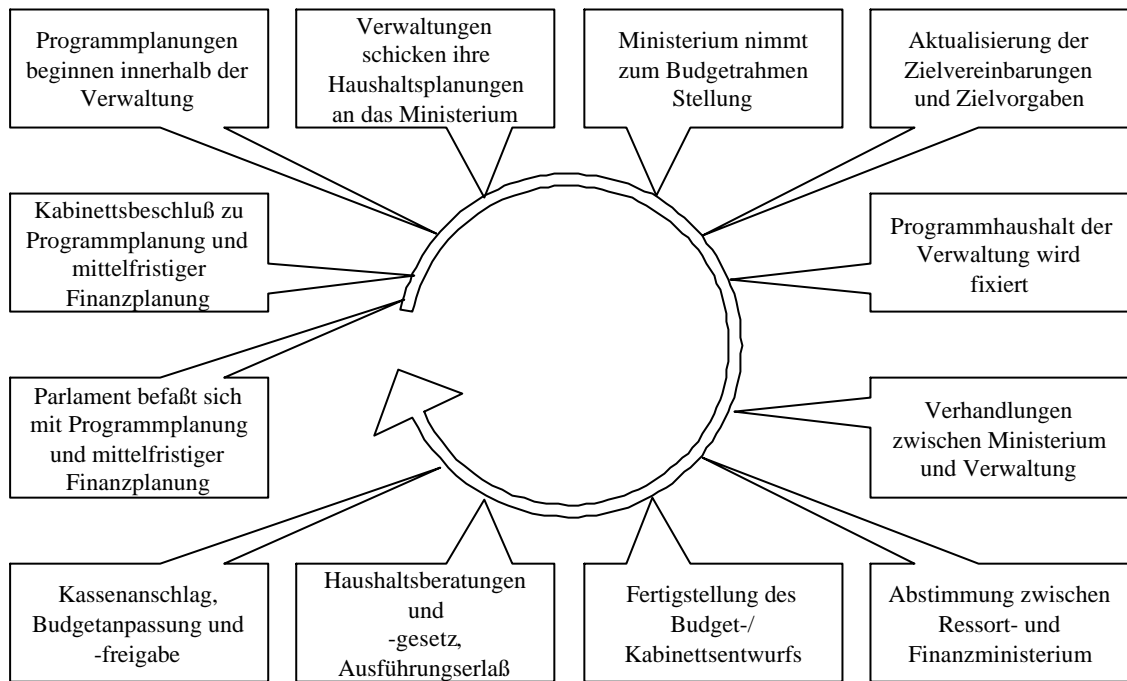 Programmplanungen
beginnen innerhalb der
Verwaltung
Verwaltungen
schicken ihre
Haushaltsplanungen
an das Ministerium
Ministerium nimmt
zum Budgetrahmen
Stellung
Aktualisierung der
Zielvereinbarungen
und Zielvorgaben
Kabinettsbeschluß zu
Programmplanung und
mittelfristiger
Finanzplanung
Programmhaushalt der
Verwaltung wird
fixiert
Parlament befaßt sich
mit Programmplanung
und mittelfristiger
Finanzplanung
Verhandlungen
zwischen Ministerium
und Verwaltung
Kassenanschlag,
Budgetanpassung und
-freigabe
Haushaltsberatungen
und
-gesetz,
Ausführungserlaß
Fertigstellung des
Budget-/
Kabinettsentwurfs
Abstimmung zwischen
Ressort- und
Finanzministerium